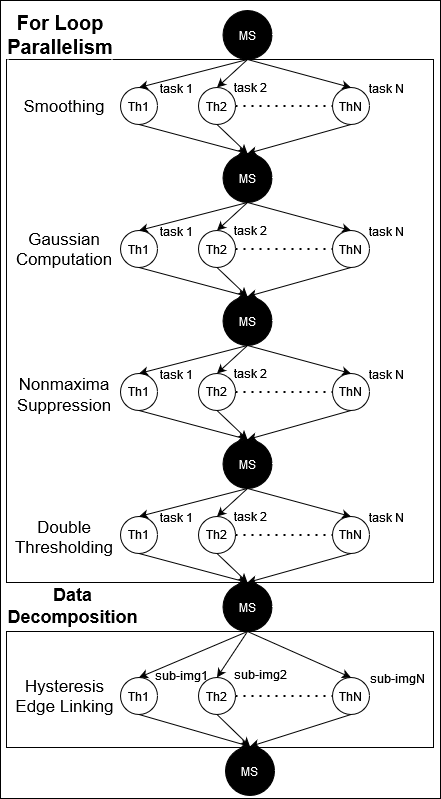 For Loop
Parallelism
MS
Smoothing
task 1
task 2
task N
Th1
Th2
ThN
MS
Gaussian
Computation
task 1
task 2
task N
Th1
Th2
ThN
MS
Nonmaxima
Suppression
task 1
task 2
task N
Th1
Th2
ThN
MS
Double
Thresholding
task 1
task 2
task N
Th1
Th2
ThN
Data
Decomposition
MS
Hysteresis
Edge Linking
sub-img1
sub-img2
sub-imgN
Th1
Th2
ThN
MS